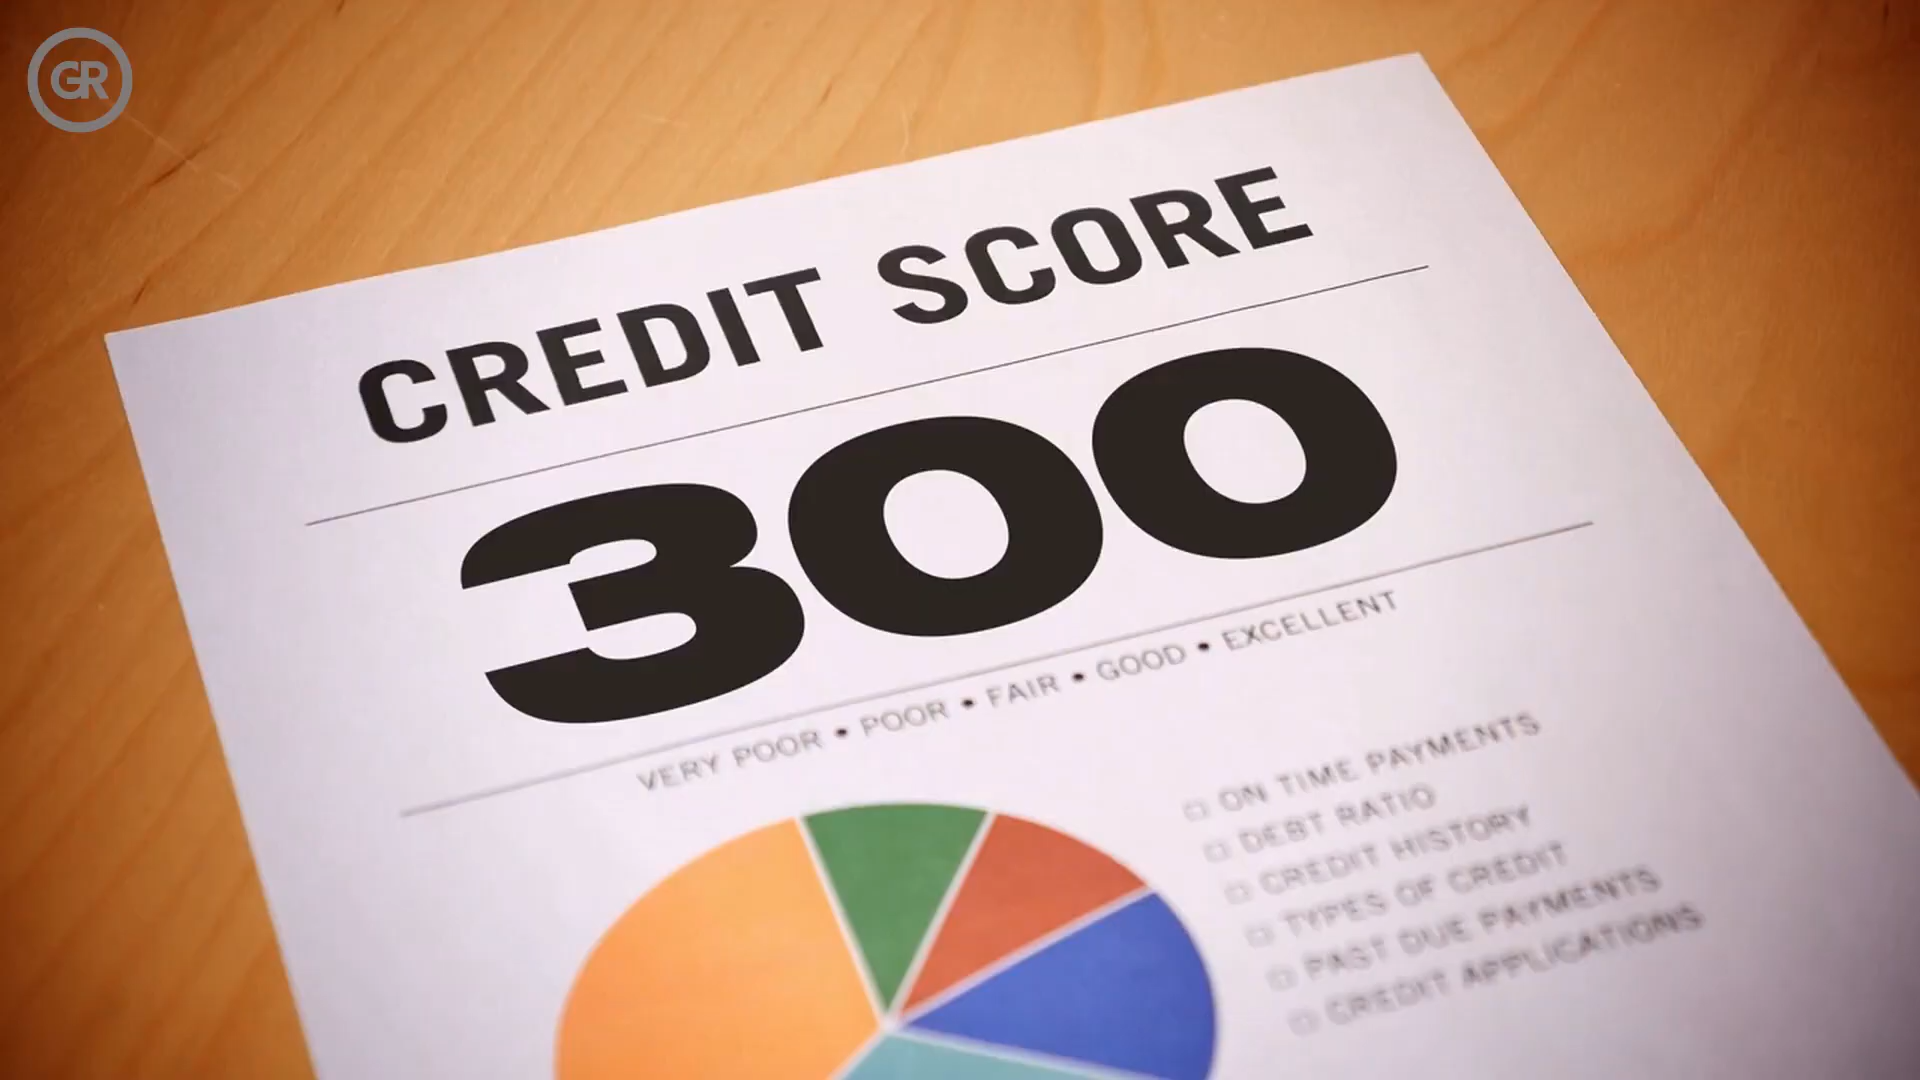 GR
CREDIT SCORE
300
VERY POOR • POOR • FAIR • GOOD • EXCELLENT
ON TIME PAYMENTS
DEBT RATIO
CREDIT HISTORY
TYPES OF CREDIT
PAST DUE PAYMENTS
CREDIT APPLICATIONS